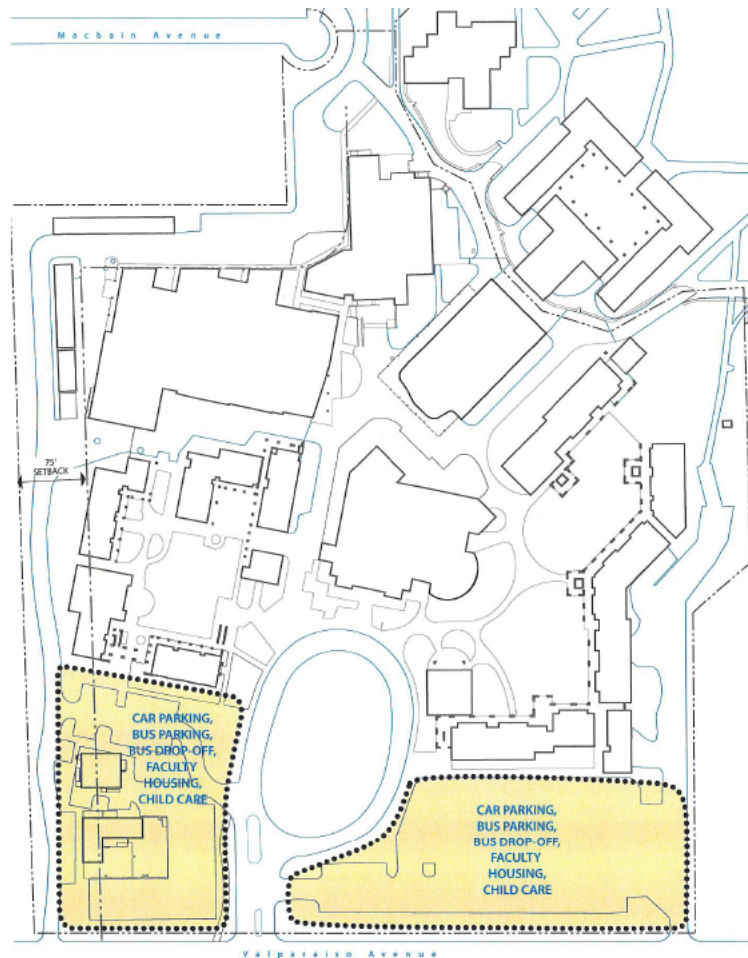 Macbain Avenue
75'
SETBACK
CAR PARKING,
BUS PARKING,
BUS DROP-OFF,
FACULTY
HOUSING,
CHILD CARE
CAR PARKING,
BUS PARKING,
BUS DROP-OFF,
FACULTY
HOUSING,
CHILD CARE
Valparaiso Avenue